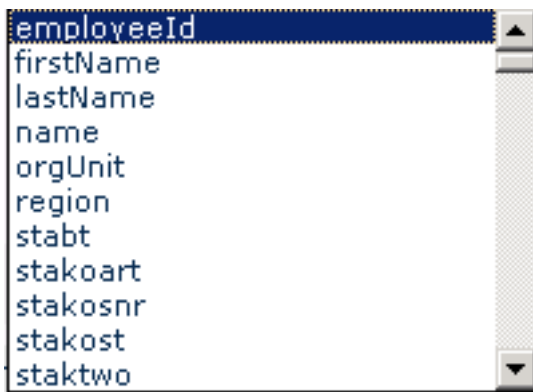 employeeId
firstName
lastName
name
orgUnit
region
stabt
stakoart
stakosnr
stakost
staktwo